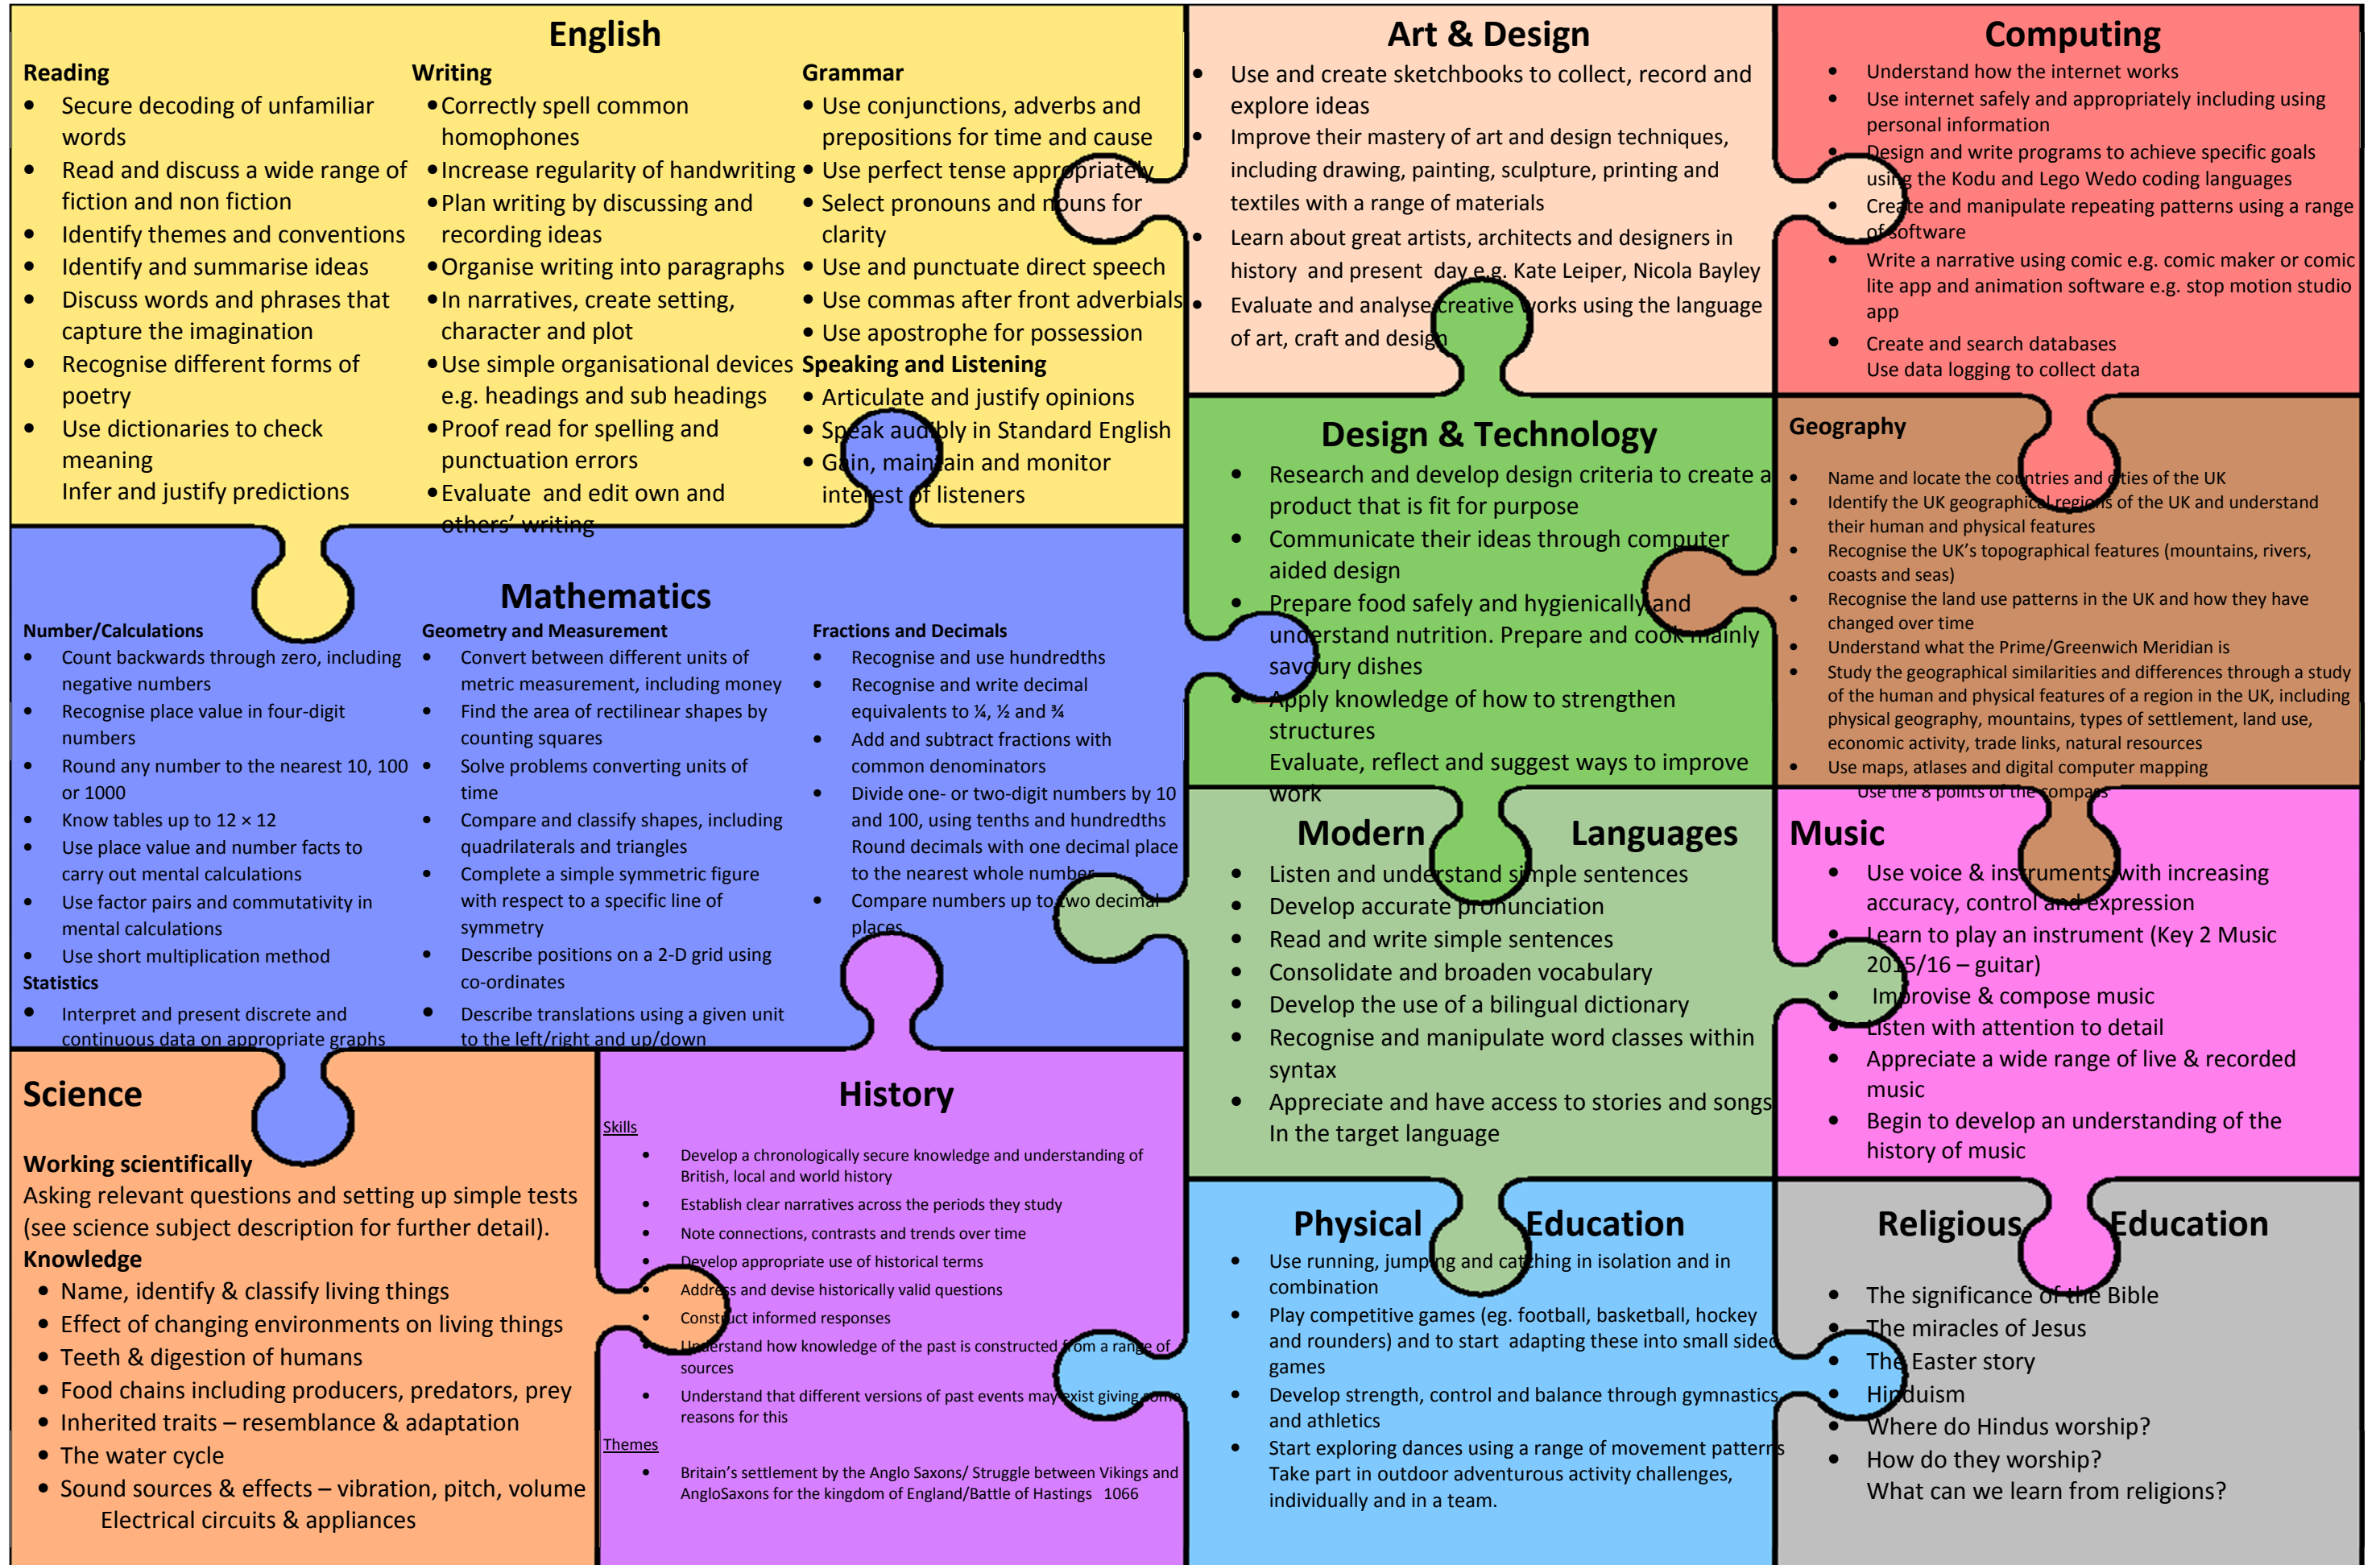 English
Reading
• Secure decoding of unfamiliar
words
• Read and discuss a wide range of
fiction and non fiction
• Identify themes and conventions
• Identify and summarise ideas
• Discuss words and phrases that
capture the imagination
• Recognise different forms of
poetry
• Use dictionaries to check
meaning
Infer and justify predictions
Writing
• Correctly spell common
homophones
• Increase regularity of handwriting
• Plan writing by discussing and
recording ideas
• Organise writing into paragraphs
• In narratives, create setting,
character and plot
• Use simple organisational devices
e.g. headings and sub headings
• Proof read for spelling and
punctuation errors
• Evaluate and edit own and
others’ writing
Grammar
• Use conjunctions, adverbs and
prepositions for time and cause
• Use perfect tense appropriately
• Select pronouns and nouns for
clarity
• Use and punctuate direct speech
• Use commas after front adverbials
• Use apostrophe for possession
Speaking and Listening
• Articulate and justify opinions
• Speak audibly in Standard English
• Gain, maintain and monitor
interest of listeners
Art & Design
• Use and create sketchbooks to collect, record and
explore ideas
• Improve their mastery of art and design techniques,
including drawing, painting, sculpture, printing and
textiles with a range of materials
• Learn about great artists, architects and designers in
history and present day e.g. Kate Leiper, Nicola Bayley
• Evaluate and analyse creative works using the language
of art, craft and design
Computing
• Understand how the internet works
• Use internet safely and appropriately including using
personal information
• Design and write programs to achieve specific goals
using the Kodu and Lego Wedo coding languages
• Create and manipulate repeating patterns using a range
of software
• Write a narrative using comic e.g. comic maker or comic
lite app and animation software e.g. stop motion studio
app
• Create and search databases
Use data logging to collect data
Design & Technology
• Research and develop design criteria to create a
product that is fit for purpose
• Communicate their ideas through computer
aided design
• Prepare food safely and hygienically and
understand nutrition. Prepare and cook mainly
savoury dishes
• Apply knowledge of how to strengthen
structures
Evaluate, reflect and suggest ways to improve
work
Geography
• Name and locate the countries and cities of the UK
• Identify the UK geographical regions of the UK and understand
their human and physical features
• Recognise the UK’s topographical features (mountains, rivers,
coasts and seas)
• Recognise the land use patterns in the UK and how they have
changed over time
• Understand what the Prime/Greenwich Meridian is
• Study the geographical similarities and differences through a study
of the human and physical features of a region in the UK, including
physical geography, mountains, types of settlement, land use,
economic activity, trade links, natural resources
• Use maps, atlases and digital computer mapping
Use the 8 points of the compass
Mathematics
Number/Calculations
• Count backwards through zero, including
negative numbers
• Recognise place value in four-digit
numbers
• Round any number to the nearest 10, 100
or 1000
• Know tables up to 12 × 12
• Use place value and number facts to
carry out mental calculations
• Use factor pairs and commutativity in
mental calculations
• Use short multiplication method
Statistics
• Interpret and present discrete and
continuous data on appropriate graphs
Geometry and Measurement
• Convert between different units of
metric measurement, including money
• Find the area of rectilinear shapes by
counting squares
• Solve problems converting units of
time
• Compare and classify shapes, including
quadrilaterals and triangles
• Complete a simple symmetric figure
with respect to a specific line of
symmetry
• Describe positions on a 2-D grid using
co-ordinates
• Describe translations using a given unit
to the left/right and up/down
Fractions and Decimals
• Recognise and use hundredths
• Recognise and write decimal
equivalents to ¼, ½ and ¾
• Add and subtract fractions with
common denominators
• Divide one- or two-digit numbers by 10
and 100, using tenths and hundredths
Round decimals with one decimal place
to the nearest whole number
• Compare numbers up to two decimal
places
Modern Languages
• Listen and understand simple sentences
• Develop accurate pronunciation
• Read and write simple sentences
• Consolidate and broaden vocabulary
• Develop the use of a bilingual dictionary
• Recognise and manipulate word classes within
syntax
• Appreciate and have access to stories and songs
In the target language
Music
• Use voice & instruments with increasing
accuracy, control and expression
• Learn to play an instrument (Key 2 Music
2015/16 – guitar)
• Improvise & compose music
• Listen with attention to detail
• Appreciate a wide range of live & recorded
music
• Begin to develop an understanding of the
history of music
Science
Working scientifically
Asking relevant questions and setting up simple tests
(see science subject description for further detail).
Knowledge
• Name, identify & classify living things
• Effect of changing environments on living things
• Teeth & digestion of humans
• Food chains including producers, predators, prey
• Inherited traits – resemblance & adaptation
• The water cycle
• Sound sources & effects – vibration, pitch, volume
Electrical circuits & appliances
History
Skills
• Develop a chronologically secure knowledge and understanding of
British, local and world history
• Establish clear narratives across the periods they study
• Note connections, contrasts and trends over time
• Develop appropriate use of historical terms
• Address and devise historically valid questions
• Construct informed responses
• Understand how knowledge of the past is constructed from a range of
sources
• Understand that different versions of past events may exist giving some
reasons for this
Themes
• Britain’s settlement by the Anglo Saxons/ Struggle between Vikings and
AngloSaxons for the kingdom of England/Battle of Hastings 1066
Physical Education
• Use running, jumping and catching in isolation and in
combination
• Play competitive games (eg. football, basketball, hockey
and rounders) and to start adapting these into small sided
games
• Develop strength, control and balance through gymnastics
and athletics
• Start exploring dances using a range of movement patterns
Take part in outdoor adventurous activity challenges,
individually and in a team.
Religious Education
• The significance of the Bible
• The miracles of Jesus
• The Easter story
• Hinduism
• Where do Hindus worship?
• How do they worship?
What can we learn from religions?